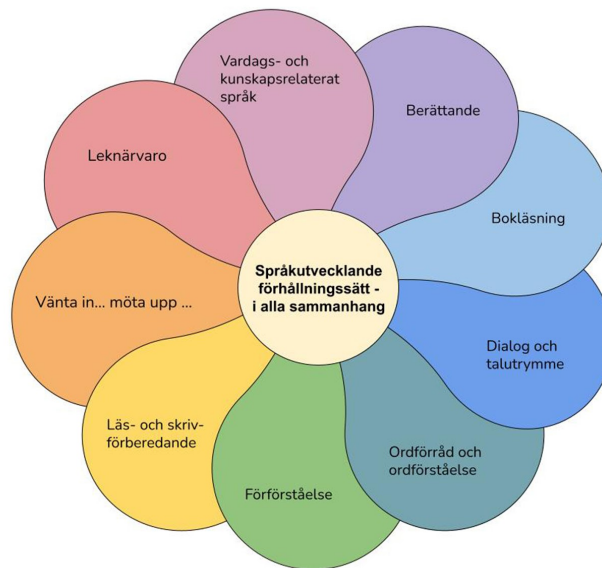 Vardags- och
kunskapsrelaterat
språk
Berättande
Bokläsning
Dialog och
talutrymme
Ordförråd och
ordförståelse
Förförståelse
Läs- och skriv-
förberedande
Vänta in... möta upp ...
Leknärvaro
Språkutvecklande
förhållningssätt -
i alla sammanhang